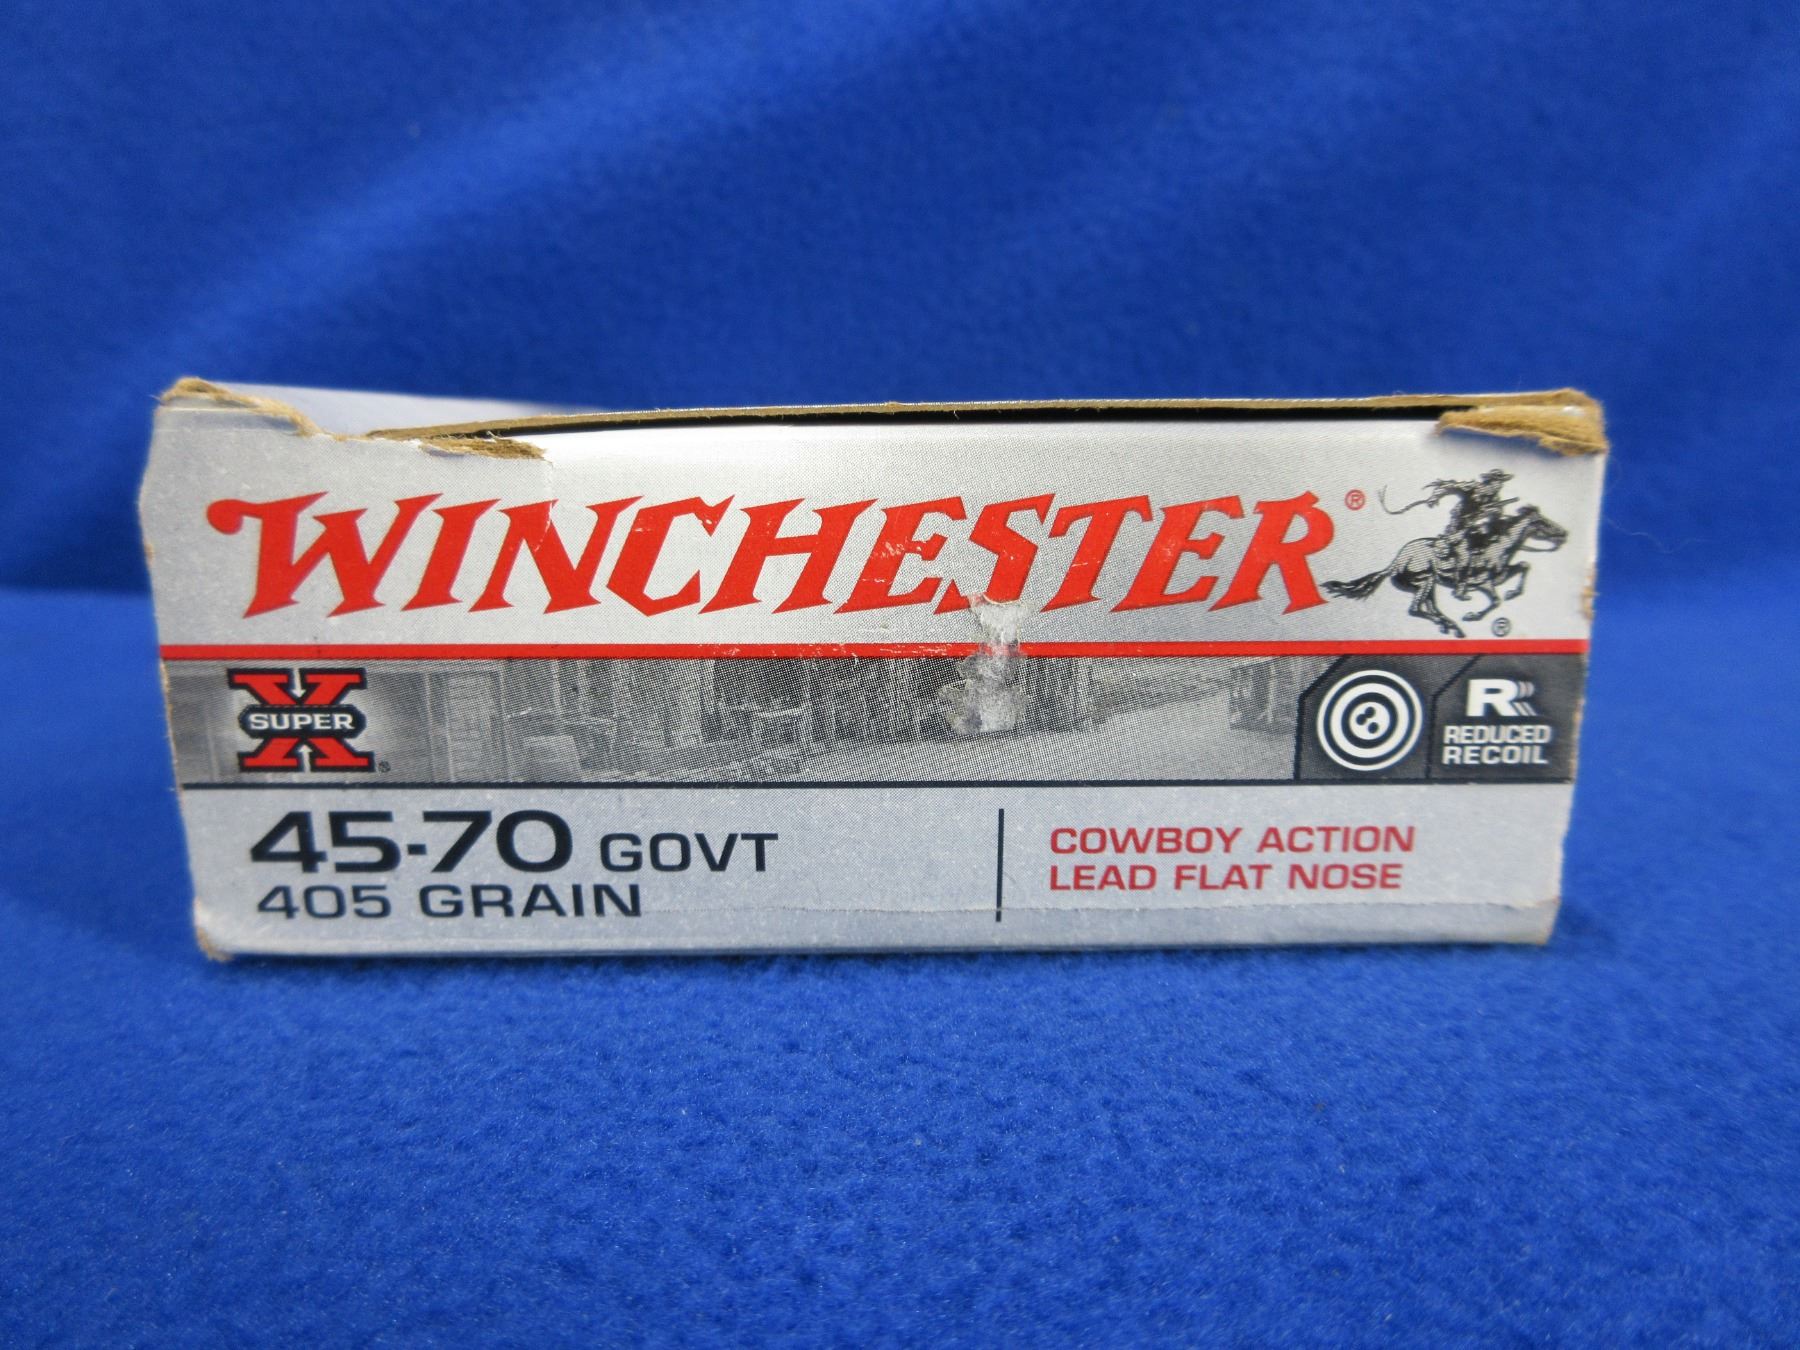 WINCHESTER®
®
SUPER X®
R
REDUCED
RECOIL
45-70 GOVT
405 GRAIN
COWBOY ACTION
LEAD FLAT NOSE